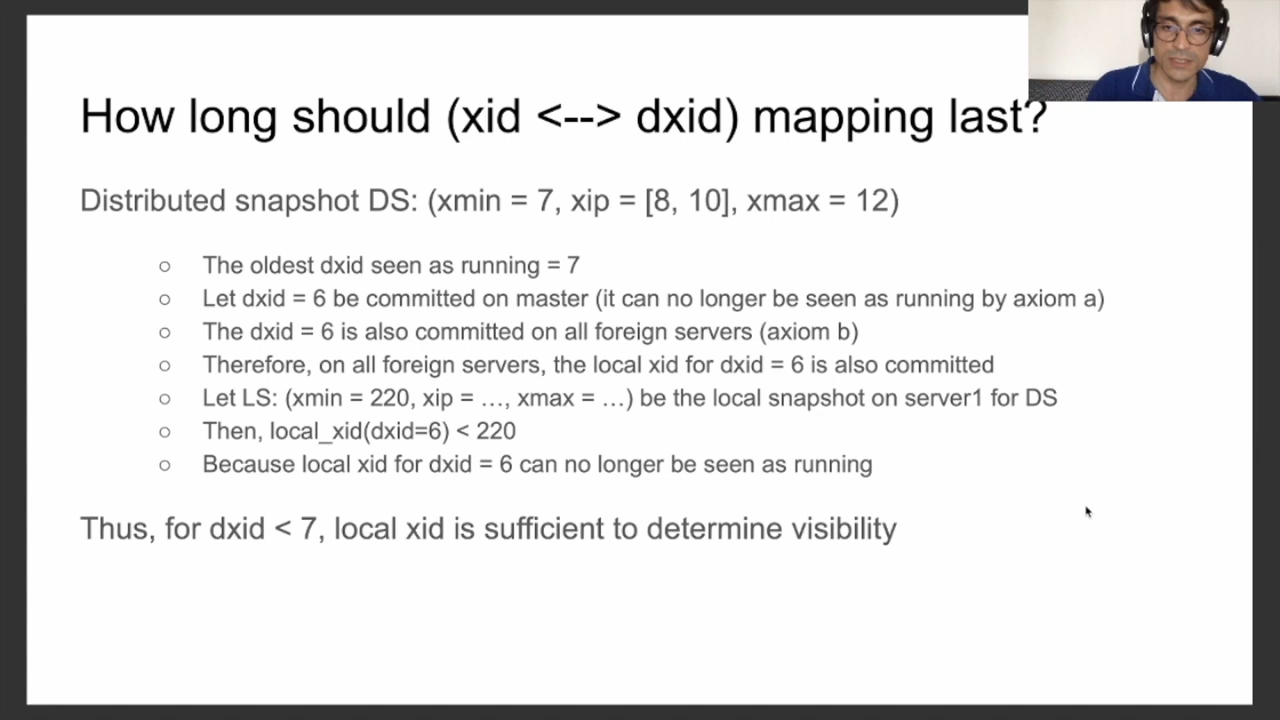 How long should (xid <--> dxid) mapping last?
Distributed snapshot DS: (xmin = 7, xip = [8, 10], xmax = 12)
○ The oldest dxid seen as running = 7
○ Let dxid = 6 be committed on master (it can no longer be seen as running by axiom a)
○ The dxid = 6 is also committed on all foreign servers (axiom b)
○ Therefore, on all foreign servers, the local xid for dxid = 6 is also committed
○ Let LS: (xmin = 220, xip = …, xmax = …) be the local snapshot on server1 for DS
○ Then, local_xid(dxid=6) < 220
○ Because local xid for dxid = 6 can no longer be seen as running
Thus, for dxid < 7, local xid is sufficient to determine visibility